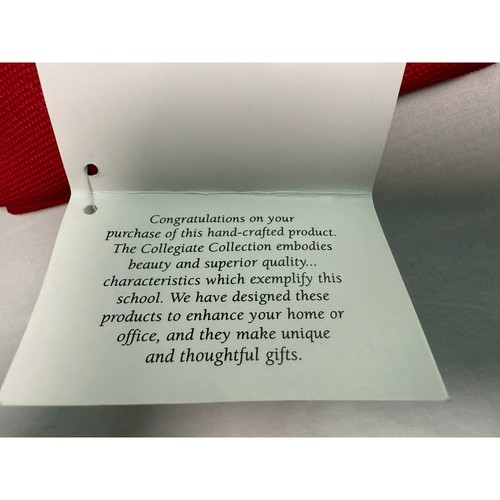 Congratulations on your
purchase of this hand-crafted product.
The Collegiate Collection embodies
beauty and superior quality...
characteristics which exemplify this
school. We have designed these
products to enhance your home or
office, and they make unique
and thoughtful gifts.